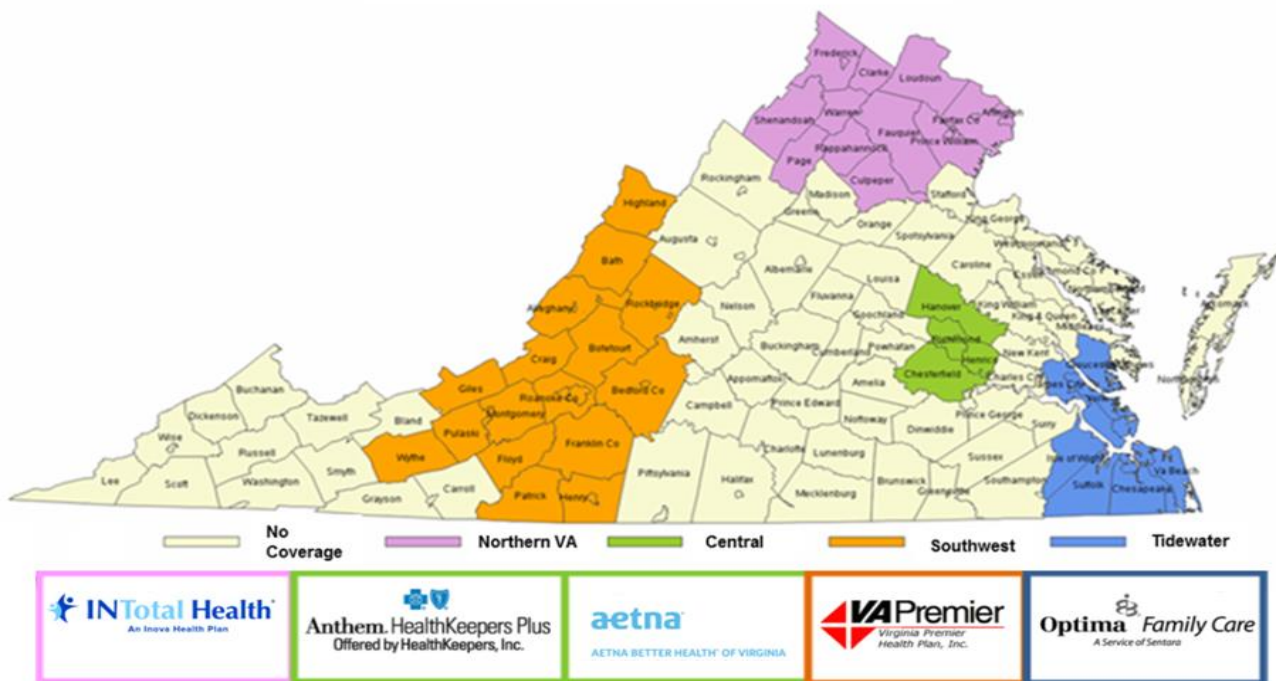 Frederick
Clarke
Loudoun
Shenandoah
Warren
Fauquier
Fairfax Co
Arlington
Prince William
Rappahannock
Page
Culpeper
Rockingham
Madison
Stafford
Greene
Highland
Orange
King George
Augusta
Spotsylvania
Westmoreland
Bath
Albemarle
Louisa
Caroline
Essex
Richmond Co
Accomack
Alleghany
Rockbridge
Nelson
Fluvanna
Hanover
King William
Goochland
King & Queen
Middlesex
Botetourt
Amherst
Buckingham
Cumberland
Powhatan
Richmond
Henrico
New Kent
Gloucester
Craig
Chesterfield
Charles City
James City
Northampton
Giles
Bedford Co
Appomattox
Amelia
Buchanan
Roanoke Co
Montgomery
Campbell
Prince Edward
Prince George
Dickenson
Tazewell
Bland
Nottoway
Dinwiddie
Surry
Wise
Pulaski
Franklin Co
Charlotte
Lunenburg
Sussex
Isle of Wight
Russell
Wythe
Floyd
Va Beach
Lee
Scott
Washington
Smyth
Grayson
Carroll
Patrick
Henry
Pittsylvania
Halifax
Mecklenburg
Brunswick
Greensville
Southampton
Suffolk
Chesapeake
No Coverage
Northern VA
Central
Southwest
Tidewater
INTotal Health
An Inova Health Plan
Anthem. HealthKeepers Plus
Offered by HealthKeepers, Inc.
aetna
AETNA BETTER HEALTH OF VIRGINIA
VAPremier
Virginia Premier
Health Plan, Inc.
Optima Family Care
A Service of Sentara